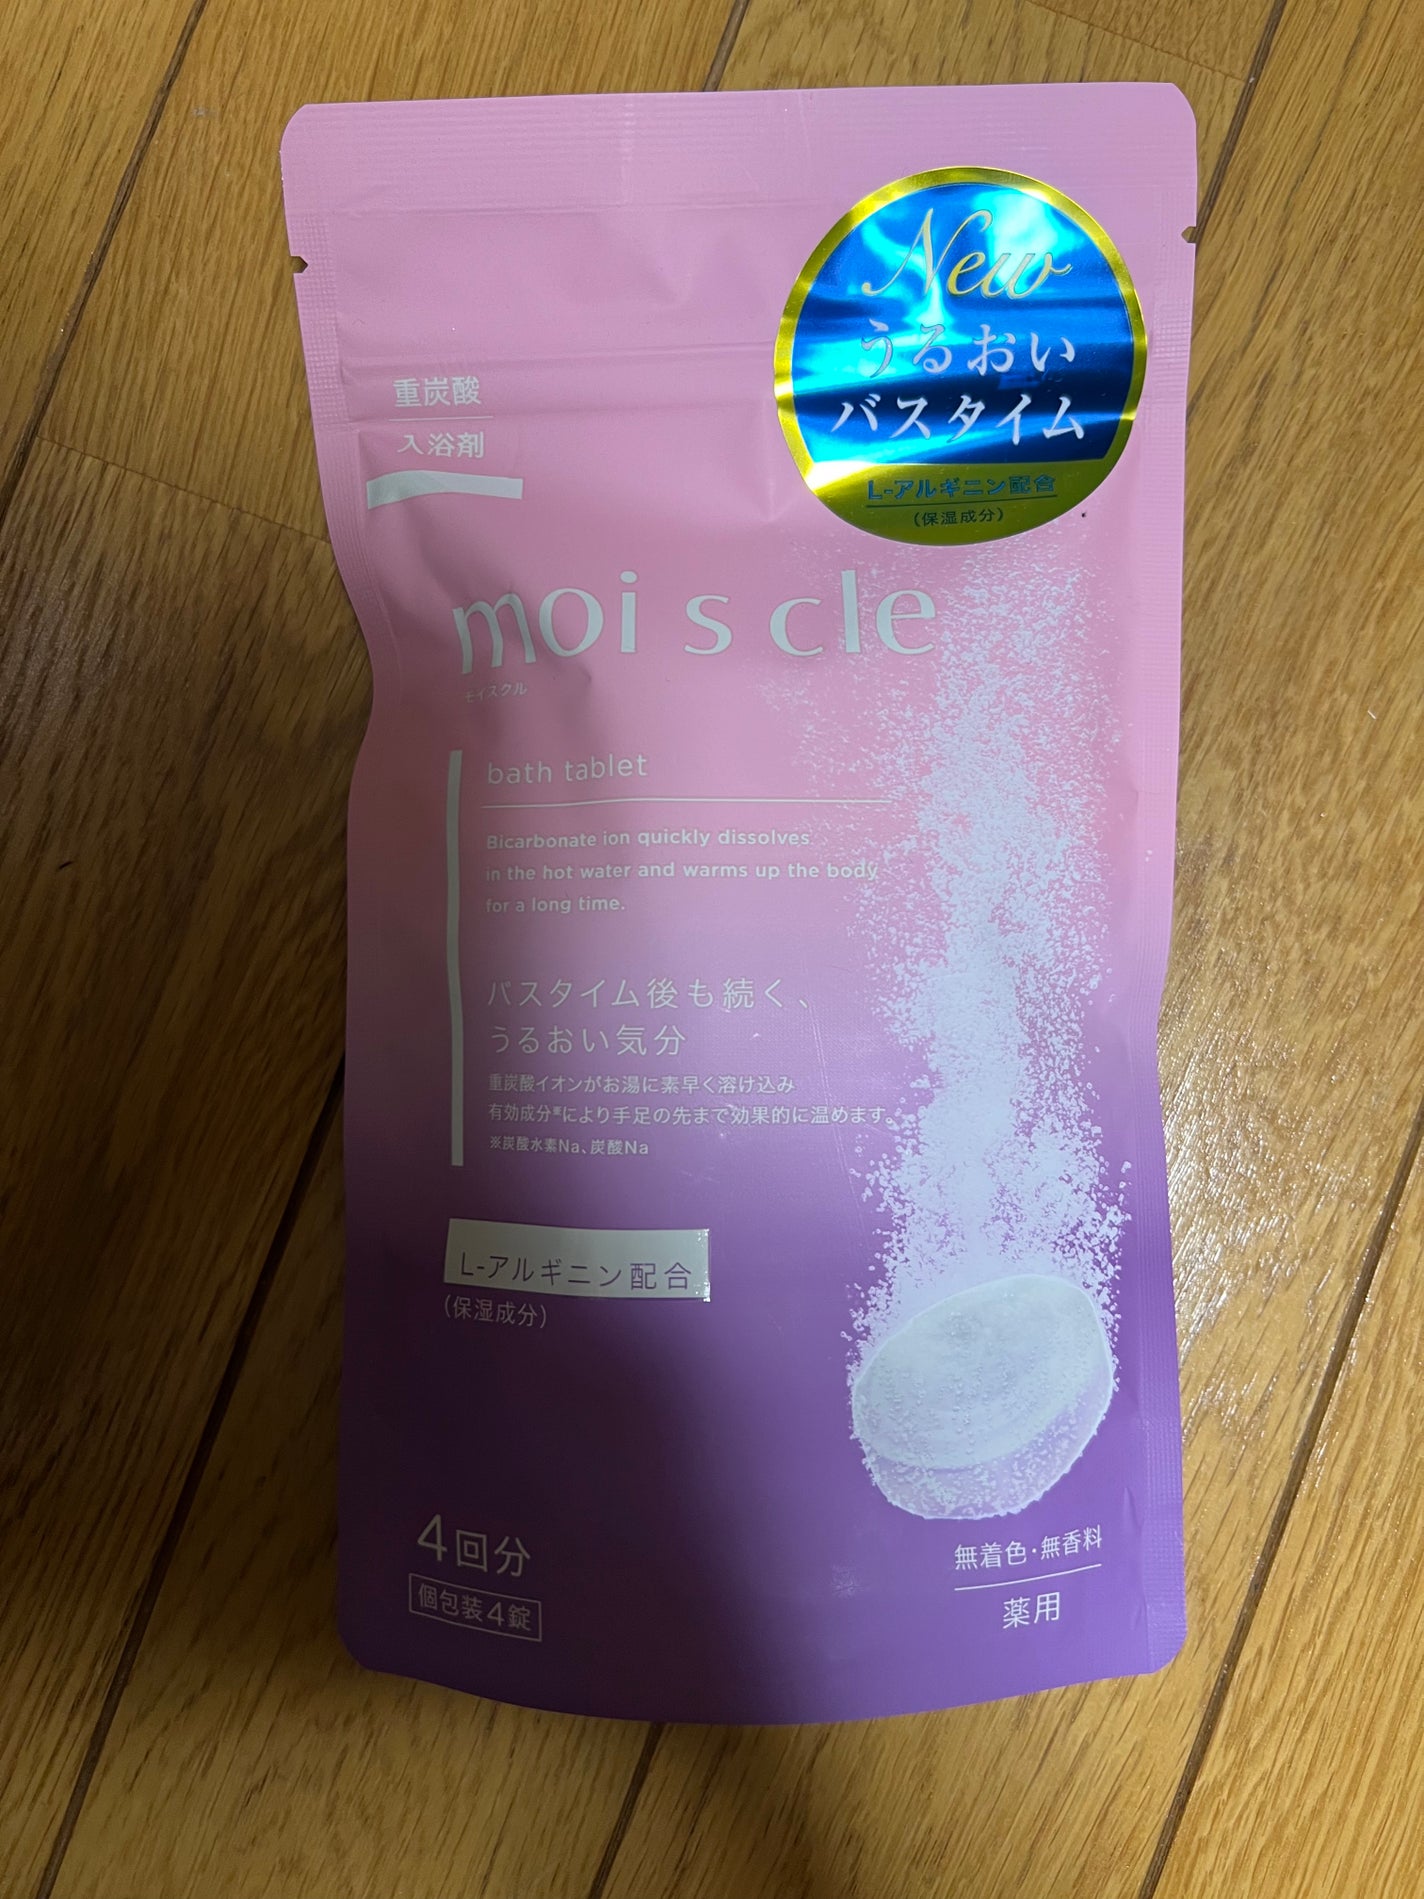 New
うるおい
バスタイム
L-アルギニン配合
(保湿成分)
重炭酸
入浴剤
moiscle
モイスクル
bath tablet
Bicarbonate ion quickly dissolves
in the hot water and warms up the body
for a long time.
バスタイム後も続く、
うるおい気分
重炭酸イオンがお湯に素早く溶け込み
有効成分※により手足の先まで効果的に温めます。
※炭酸水素Na、炭酸Na
L-アルギニン配合
(保湿成分)
4回分
個包装4錠
無着色・無香料
薬用